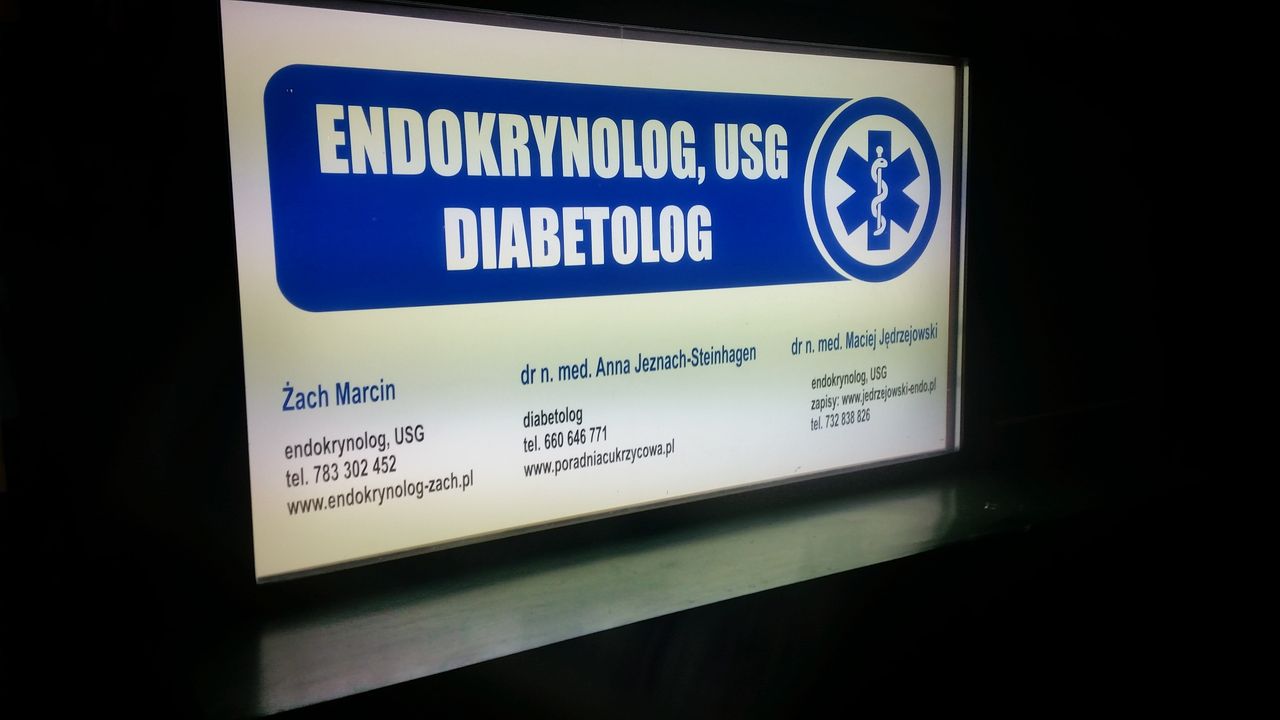 ENDOKRYNOLOG, USG
DIABETOLOG
Żach Marcin
endokrynolog, USG
tel. 783 302 452
www.endokrynolog-zach.pl
dr n. med. Anna Jeznach-Steinhagen
diabetolog
tel. 660 646 771
www.poradniacukrzycowa.pl
dr n. med. Maciej Jędrzejowski
endokrynolog, USG
zapisy: www.jedrzejowski-endo.pl
tel. 732 838 826